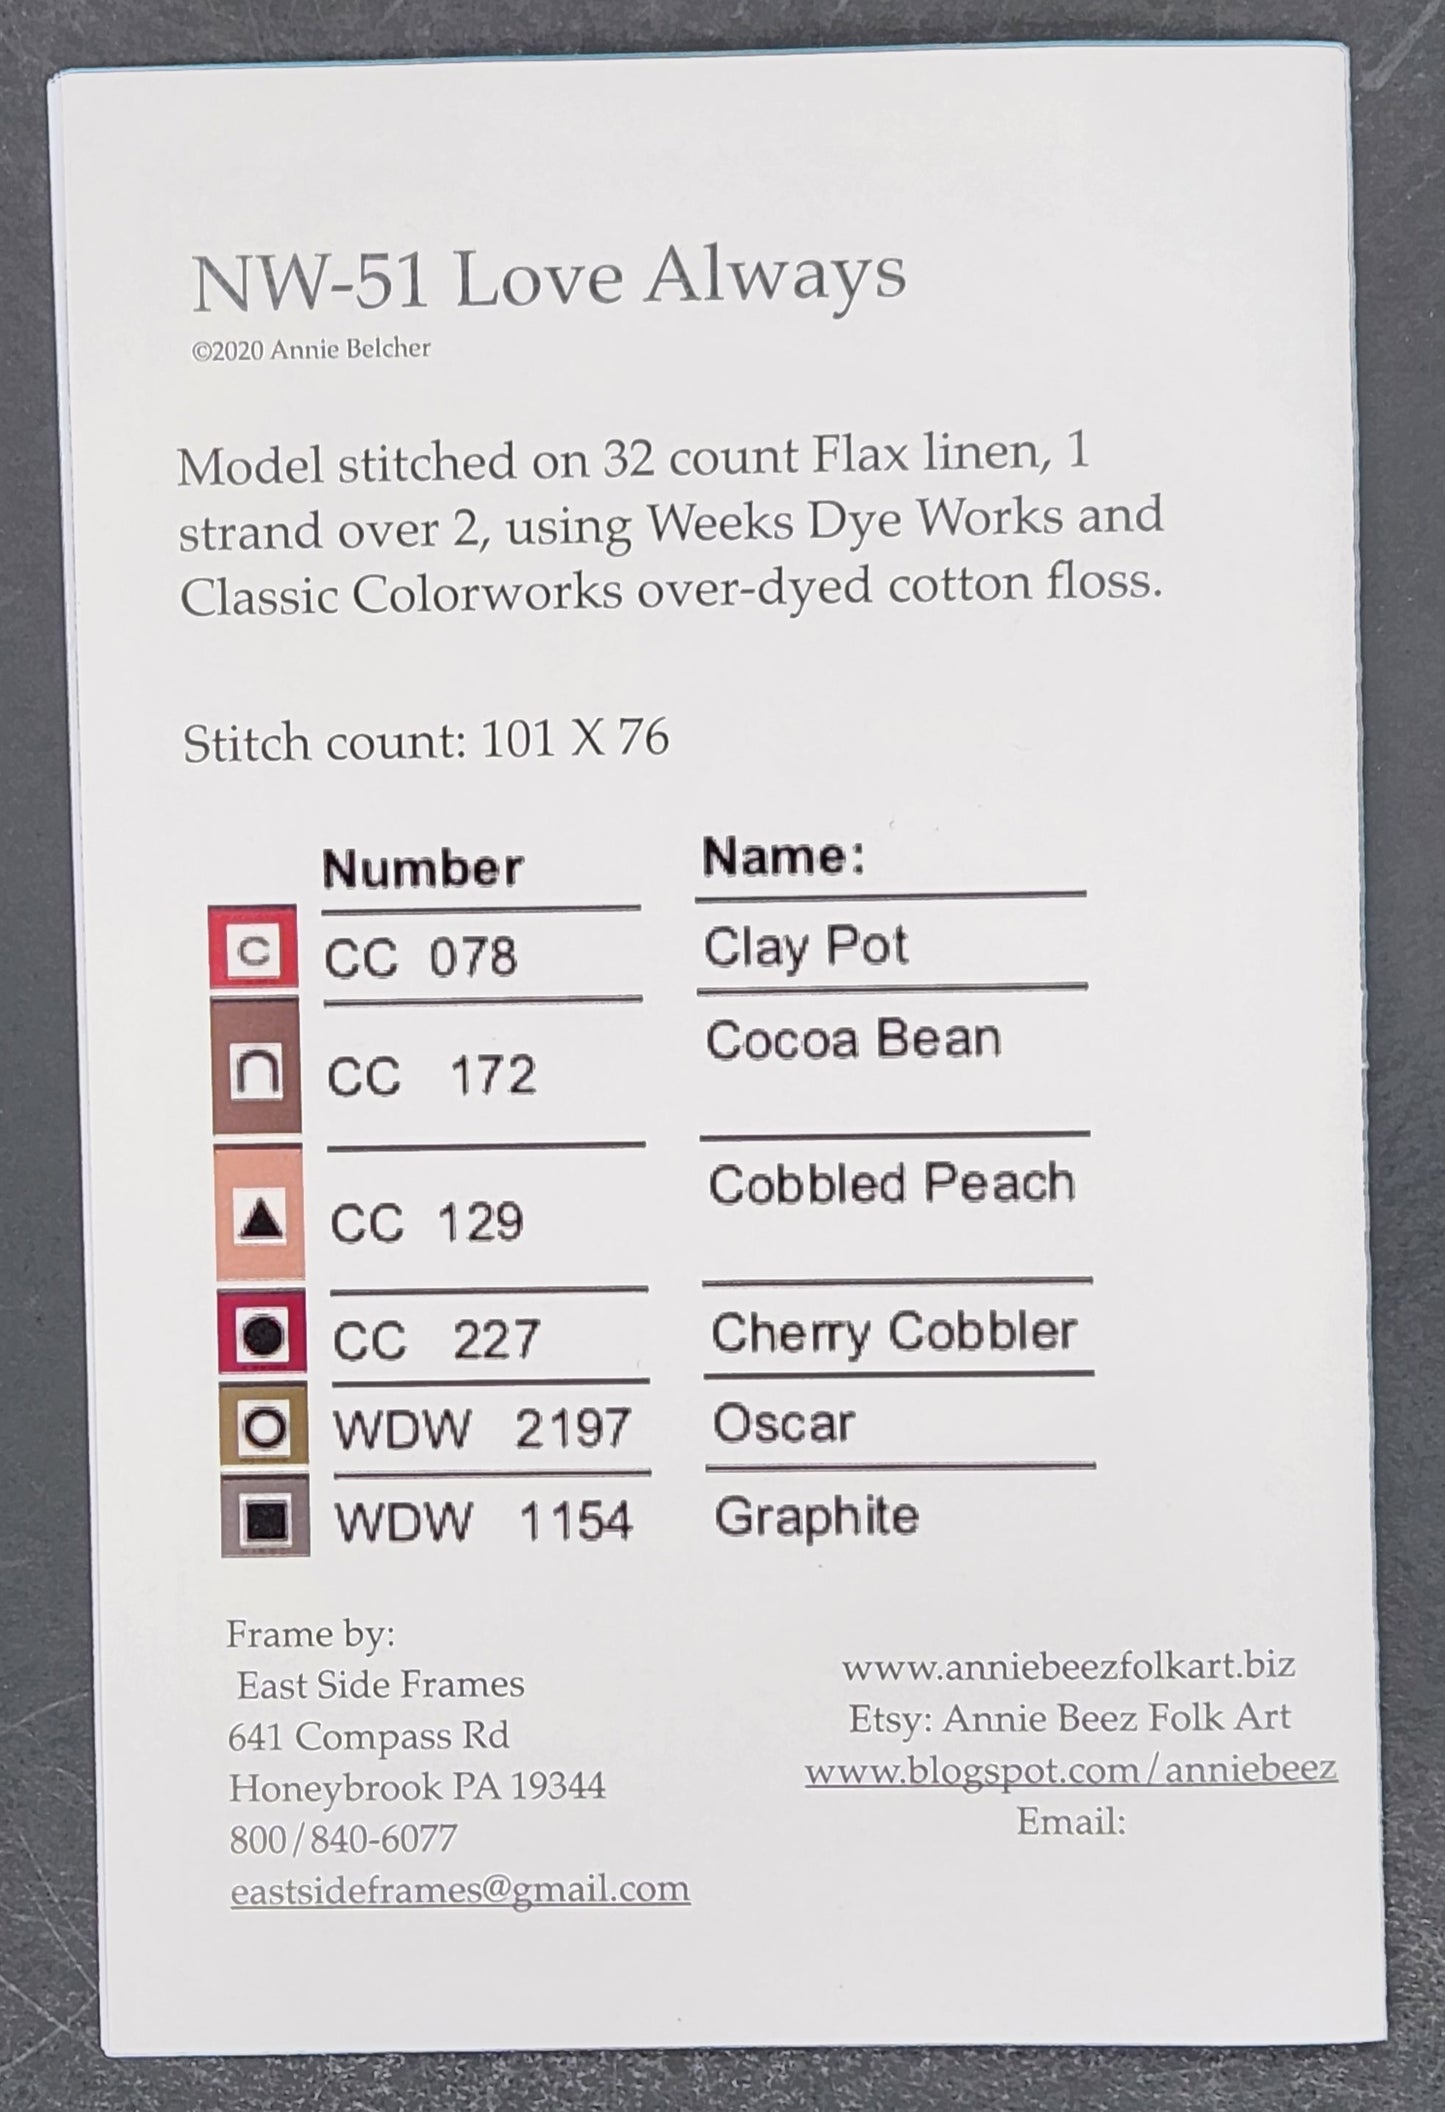 NW-51 Love Always
©2020 Annie Belcher
Model stitched on 32 count Flax linen, 1
strand over 2, using Weeks Dye Works and
Classic Colorworks over-dyed cotton floss.
Stitch count: 101 X 76
Number Name:
C CC 078 Clay Pot
CC 172 Cocoa Bean
CC 129 Cobbled Peach
CC 227 Cherry Cobbler
WDW 2197 Oscar
WDW 1154 Graphite
Frame by:
East Side Frames
641 Compass Rd
Honeybrook PA 19344
800/840-6077
eastsideframes@gmail.com
www.anniebeezfolkart.biz
Etsy: Annie Beez Folk Art
www.blogspot.com/anniebeez
Email: